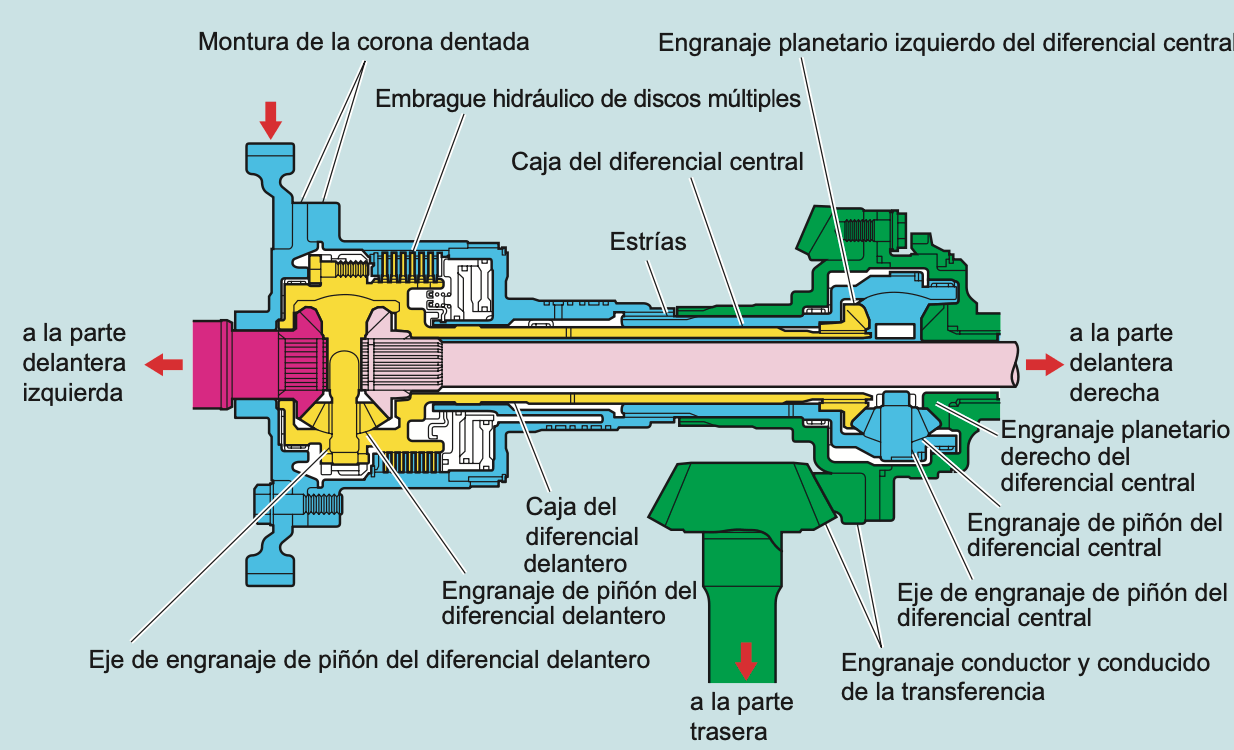 Montura de la corona dentada
Engranaje planetario izquierdo del diferencial central
Embrague hidráulico de discos múltiples
Caja del diferencial central
Estrías
a la parte
delantera
izquierda
a la parte
delantera
derecha
Engranaje planetario
derecho del
diferencial central
Caja del
diferencial
delantero
Engranaje de piñón del
diferencial central
Engranaje de piñón del
diferencial delantero
Eje de engranaje de piñón del
diferencial central
Eje de engranaje de piñón del diferencial delantero
Engranaje conductor y conducido
de la transferencia
a la parte
trasera